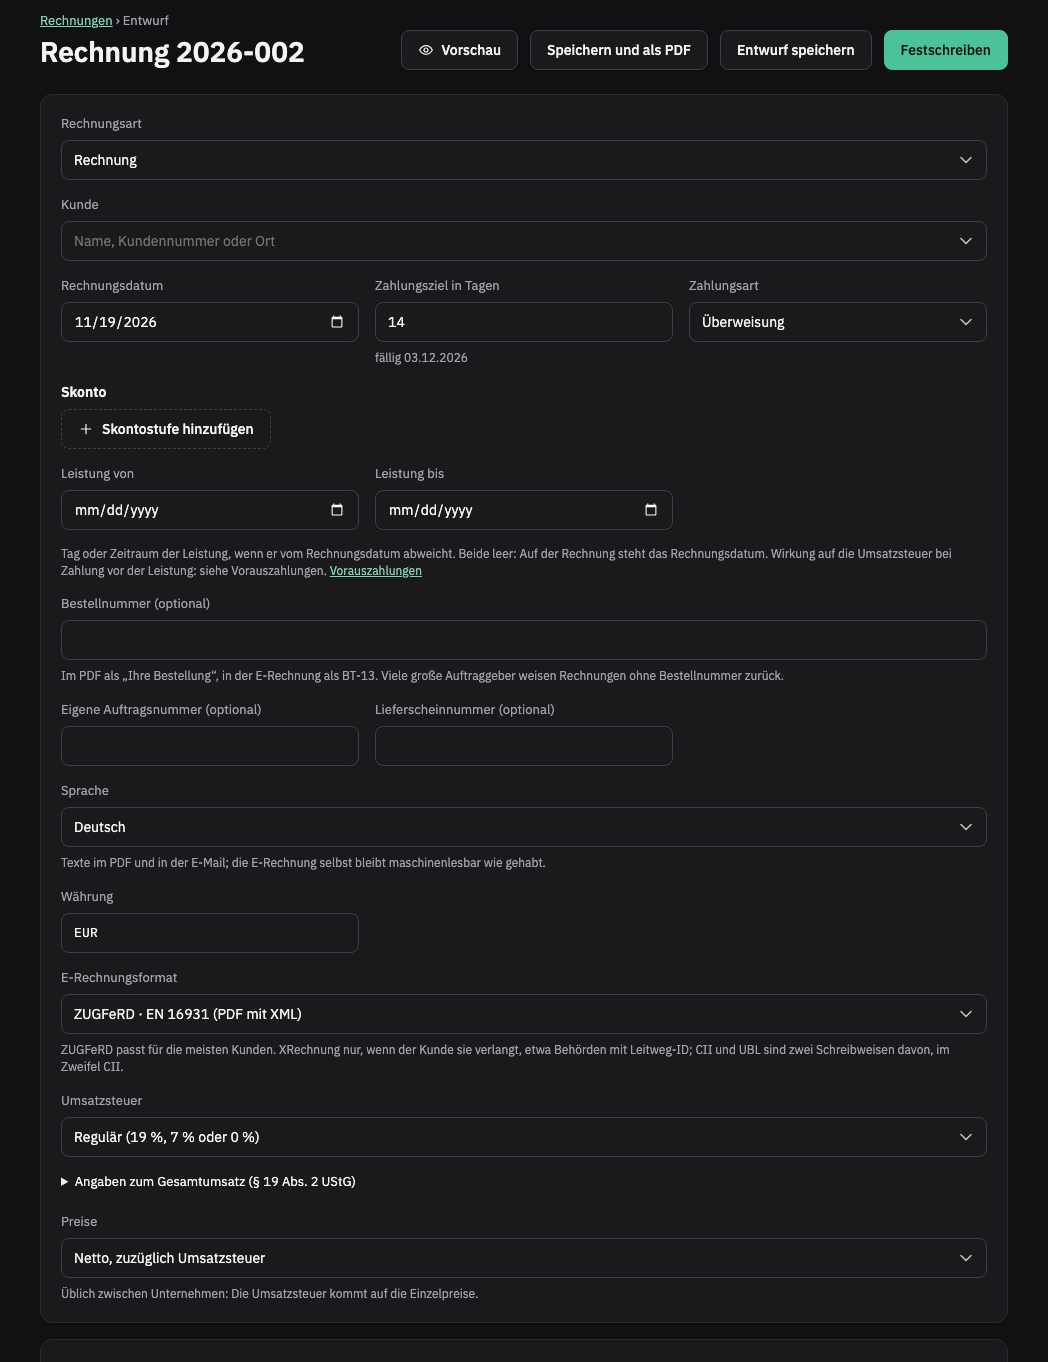 Rechnungen › Entwurf
Rechnung 2026-002
Vorschau
Speichern und als PDF
Entwurf speichern
Festschreiben
Rechnungsart
Rechnung
Kunde
Name, Kundennummer oder Ort
Rechnungsdatum
Zahlungsziel in Tagen
Zahlungsart
11/19/2026
14
Überweisung
fällig 03.12.2026
Skonto
+ Skontostufe hinzufügen
Leistung von
Leistung bis
mm/dd/yyyy
mm/dd/yyyy
Tag oder Zeitraum der Leistung, wenn er vom Rechnungsdatum abweicht. Beide leer: Auf der Rechnung steht das Rechnungsdatum. Wirkung auf die Umsatzsteuer bei
Zahlung vor der Leistung: siehe Vorauszahlungen. Vorauszahlungen
Bestellnummer (optional)
Im PDF als „Ihre Bestellung“, in der E-Rechnung als BT-13. Viele große Auftraggeber weisen Rechnungen ohne Bestellnummer zurück.
Eigene Auftragsnummer (optional)
Lieferscheinnummer (optional)
Sprache
Deutsch
Texte im PDF und in der E-Mail; die E-Rechnung selbst bleibt maschinenlesbar wie gehabt.
Währung
EUR
E-Rechnungsformat
ZUGFeRD · EN 16931 (PDF mit XML)
ZUGFeRD passt für die meisten Kunden. XRechnung nur, wenn der Kunde sie verlangt, etwa Behörden mit Leitweg-ID; CII und UBL sind zwei Schreibweisen davon, im
Zweifel CII.
Umsatzsteuer
Regulär (19 %, 7 % oder 0 %)
Angaben zum Gesamtumsatz (§ 19 Abs. 2 UStG)
Preise
Netto, zuzüglich Umsatzsteuer
Üblich zwischen Unternehmen: Die Umsatzsteuer kommt auf die Einzelpreise.